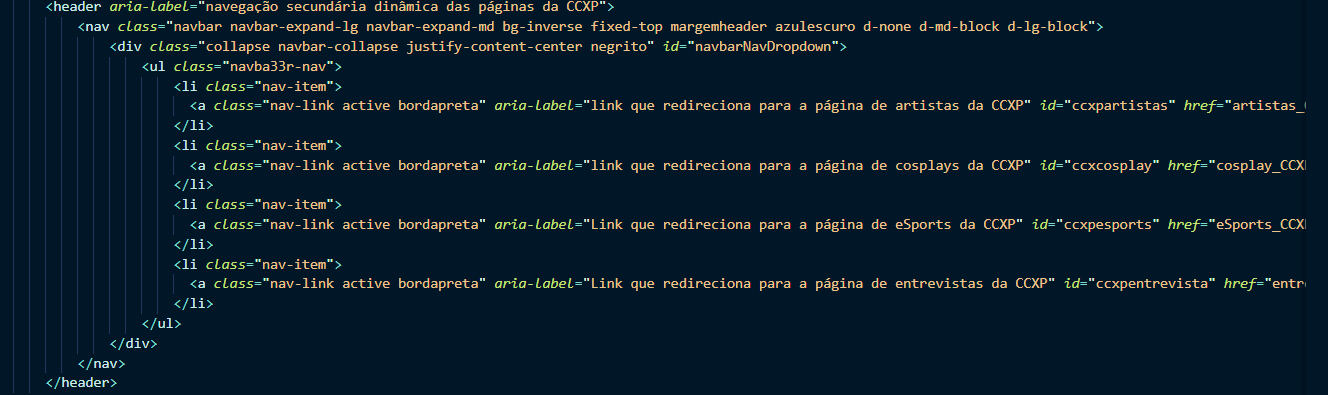 <header aria-label="navegação secundária dinâmica das páginas da CCXP">
<nav class="navbar navbar-expand-lg navbar-expand-md bg-inverse fixed-top margemheader azulescuro d-none d-md-block d-lg-block">
<div class="collapse navbar-collapse justify-content-center negrito" id="navbarNavDropdown">
<ul class="navba33r-nav">
<li class="nav-item">
<a class="nav-link active bordapreta" aria-label="link que redireciona para a página de artistas da CCXP" id="ccxpartistas" href="artistas_
</li>
<li class="nav-item">
<a class="nav-link active bordapreta" aria-label="link que redireciona para a página de cosplays da CCXP" id="ccxcosplay" href="cosplay_CCX
</li>
<li class="nav-item">
<a class="nav-link active bordapreta" aria-label="Link que redireciona para a página de eSports da CCXP" id="ccxpesports" href="eSports_CCX
</li>
<li class="nav-item">
<a class="nav-link active bordapreta" aria-label="Link que redireciona para a página de entrevistas da CCXP" id="ccxpentrevista" href="entr
</li>
</ul>
</div>
</nav>
</header>